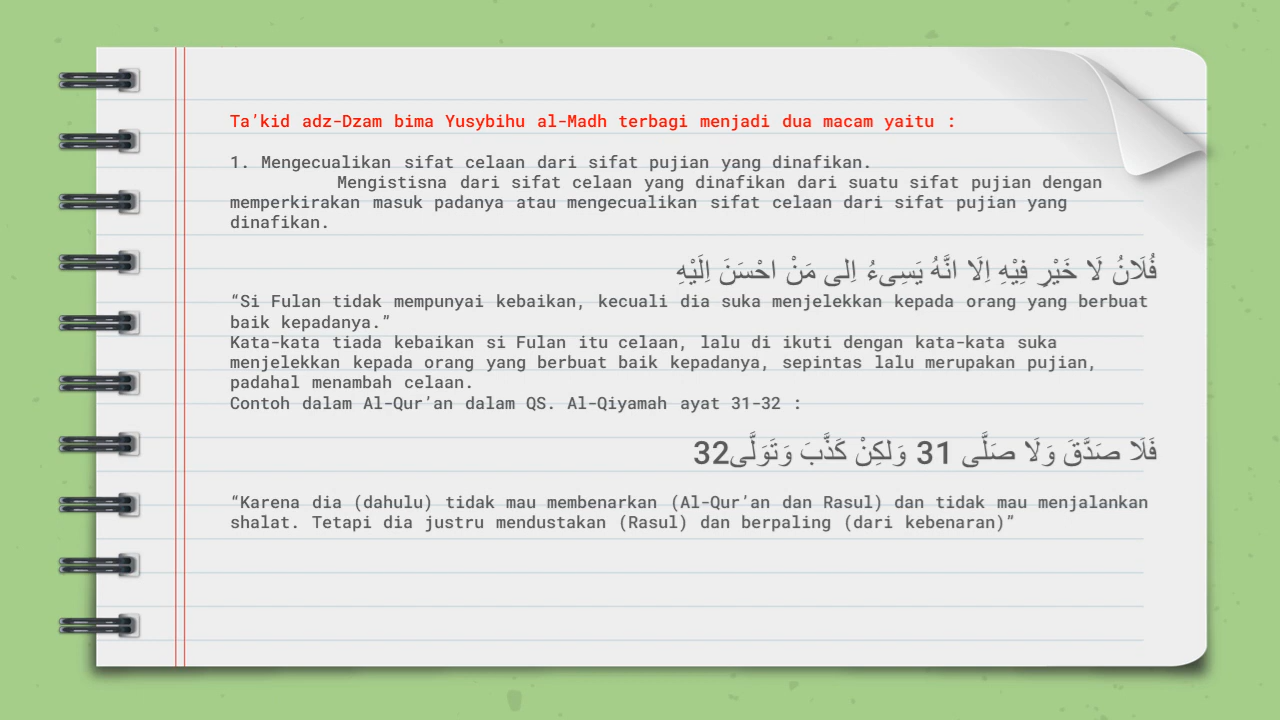 Ta’kid adz-Dzam bima Yusybihu al-Madh terbagi menjadi dua macam yaitu :
1. Mengecualikan sifat celaan dari sifat pujian yang dinafikan.
Mengistisna dari sifat celaan yang dinafikan dari suatu sifat pujian dengan
memperkirakan masuk padanya atau mengecualikan sifat celaan dari sifat pujian yang
dinafikan.
فُلَانُ لَا خَيْرِ فِيْهِ اِلَا انَّهُ يَسِىءُ اِلى منْ احْسَنَ اِلَيْهِ
“Si Fulan tidak mempunyai kebaikan, kecuali dia suka menjelekkan kepada orang yang berbuat
baik kepadanya.”
Kata-kata tiada kebaikan si Fulan itu celaan, lalu di ikuti dengan kata-kata suka
menjelekkan kepada orang yang berbuat baik kepadanya, sepintas lalu merupakan pujian,
padahal menambah celaan.
Contoh dalam Al-Qur’an dalam QS. Al-Qiyamah ayat 31-32 :
فَلَا صَدَّقَ وَلَا صَلَّى 31 وَلكِنْ كَذَّب وَتَوَلَّى32
“Karena dia (dahulu) tidak mau membenarkan (Al-Qur’an dan Rasul) dan tidak mau menjalankan
shalat. Tetapi dia justru mendustakan (Rasul) dan berpaling (dari kebenaran)”